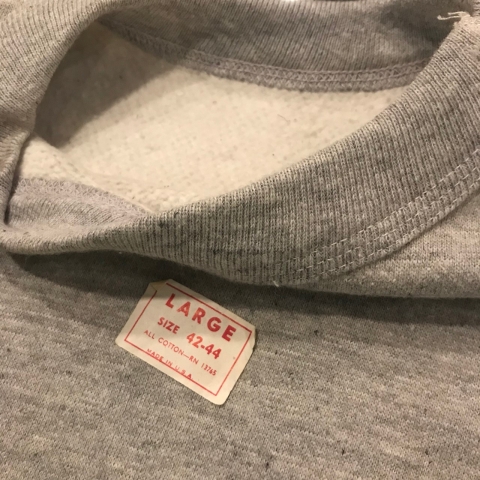 LARGE
SIZE 42-44
ALL COTTON—RN 13765
MADE IN U.S.A.